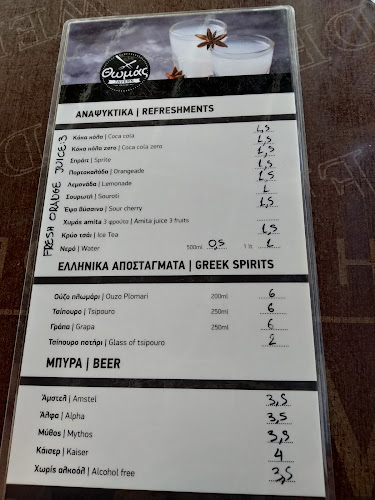 Θωμάς
TAVERNA
ΑΝΑΨΥΚΤΙΚΑ | REFRESHMENTS
FRESH ORANGE JUICE:3
Κόκα κόλα | Coca cola 1,5
Κόκα κόλα zero | Coca cola zero 1,5
Σπράιτ | Sprite 1,5
Πορτοκαλάδα | Orangeade 1,5
Λεμονάδα | Lemonade 1 5
Σουρωτή | Souroti 1
Έψα βύσσινο | Sour cherry 1,5
Χυμός amita 3 φρούτα | Amita juice 3 fruits
Κρύο τσάι | Ice Tea 1,5
Νερό | Water 500ml 0,5 1 lt. 1
ΕΛΛΗΝΙΚΑ ΑΠΟΣΤΑΓΜΑΤΑ | GREEK SPIRITS
Ούζο πλωμάρι | Ouzo Plomari 200ml 6
Τσίπουρο | Tsipouro 250ml 6
Γράπα | Grapa 250ml 6
Τσίπουρο ποτήρι | Glass of tsipouro 2
ΜΠΥΡΑ | BEER
Άμστελ | Amstel 3,5
Άλφα | Alpha 3,5
Μύθος | Mythos 3,5
Κάισερ | Kaiser 4
Χωρίς αλκοόλ | Alcohol free 3,5